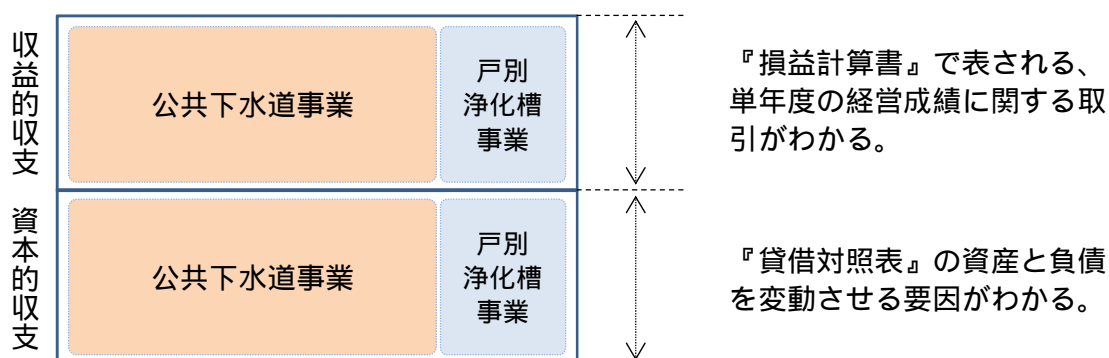 収益的収支
公共下水道事業
戸別
浄化槽
事業
『損益計算書』で表される、
単年度の経営成績に関する取
引がわかる。
資本的収支
公共下水道事業
戸別
浄化槽
事業
『貸借対照表』の資産と負債
を変動させる要因がわかる。